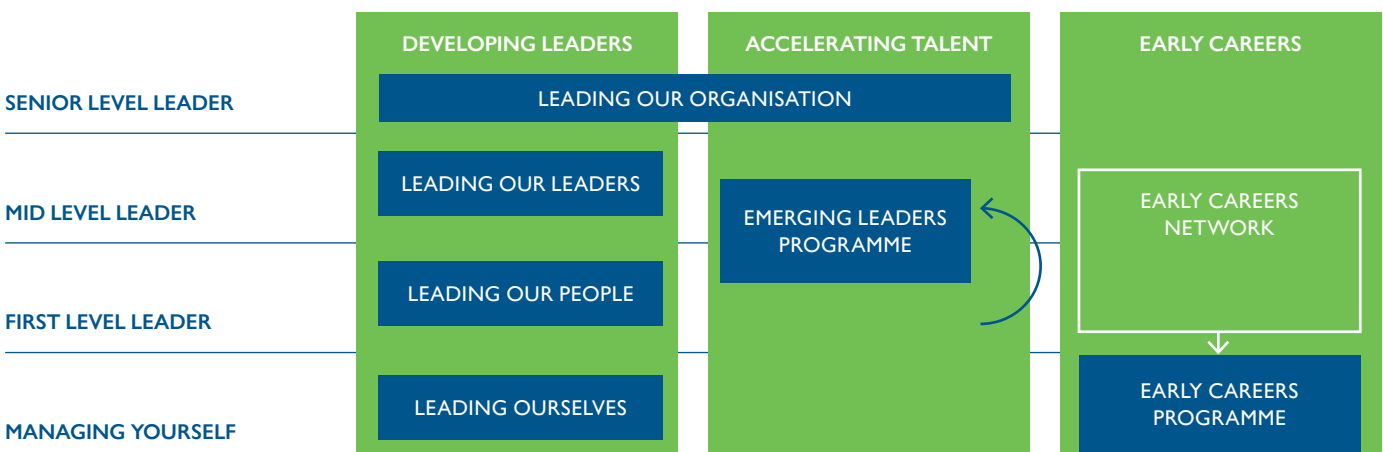 DEVELOPING LEADERS
ACCELERATING TALENT
EARLY CAREERS
SENIOR LEVEL LEADER
LEADING OUR ORGANISATION
MID LEVEL LEADER
LEADING OUR LEADERS
EMERGING LEADERS
PROGRAMME
EARLY CAREERS
NETWORK
FIRST LEVEL LEADER
LEADING OUR PEOPLE
MANAGING YOURSELF
LEADING OURSELVES
EARLY CAREERS
PROGRAMME